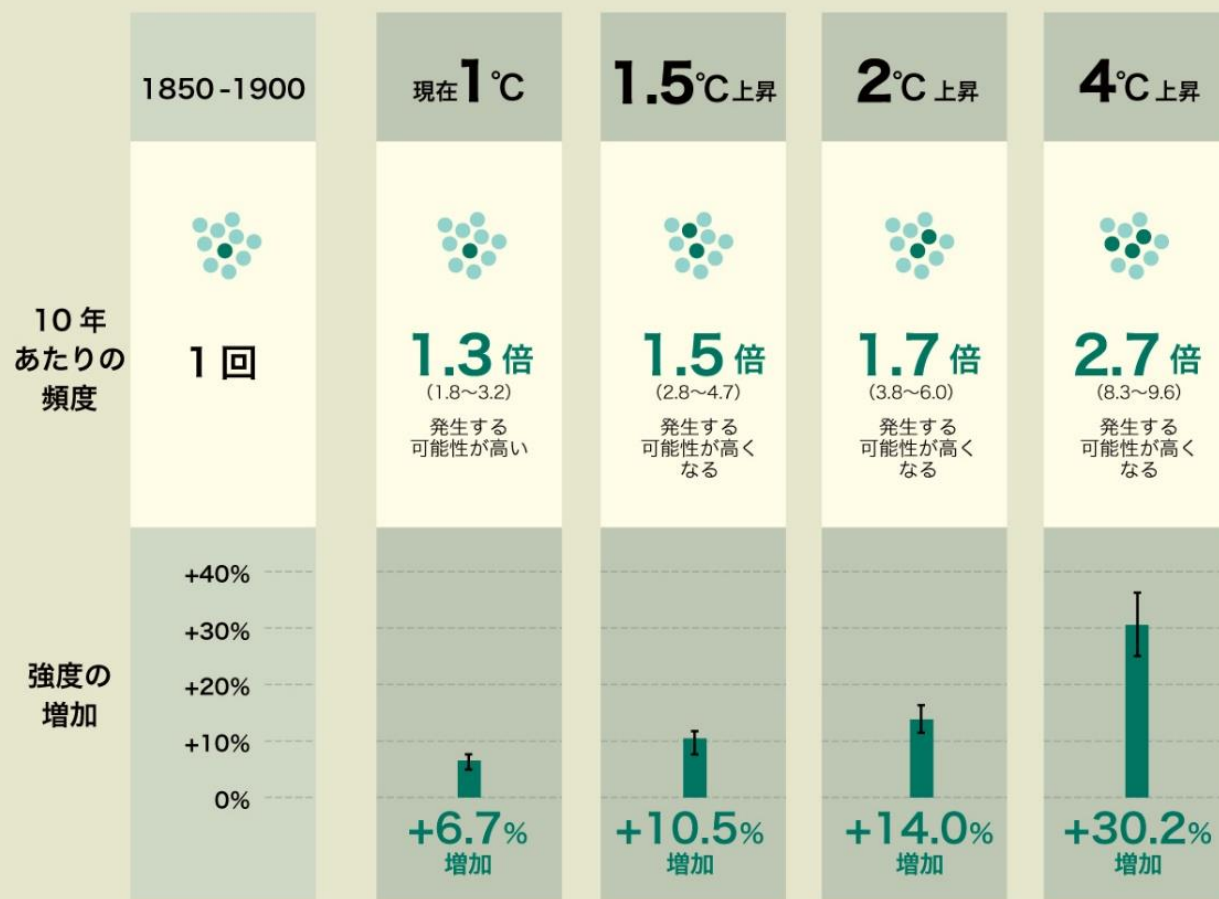 1850-1900
現在1℃
1.5℃上昇
2℃上昇
4℃上昇
10年
あたりの
頻度
1回
1.3倍
(1.8〜3.2)
発生する
可能性が高い
1.5倍
(2.8〜4.7)
発生する
可能性が高く
なる
1.7倍
(3.8〜6.0)
発生する
可能性が高く
なる
2.7倍
(8.3〜9.6)
発生する
可能性が高く
なる
強度の
増加
+40%
+30%
+20%
+10%
0%
+6.7%
増加
+10.5%
増加
+14.0%
増加
+30.2%
増加